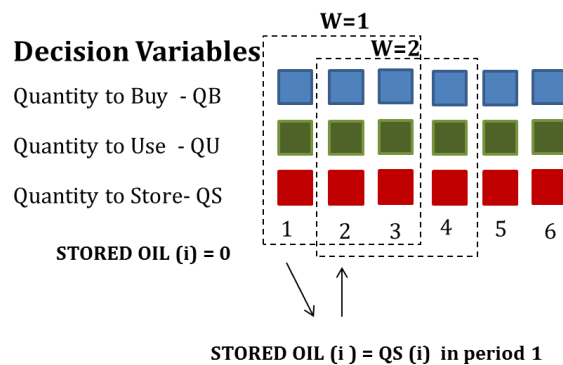 W=1
Decision Variables
W=2
Quantity to Buy - QB
Quantity to Use - QU
Quantity to Store- QS
1 2 3 4 5 6
STORED OIL (i) = 0
STORED OIL (i ) = QS (i) in period 1